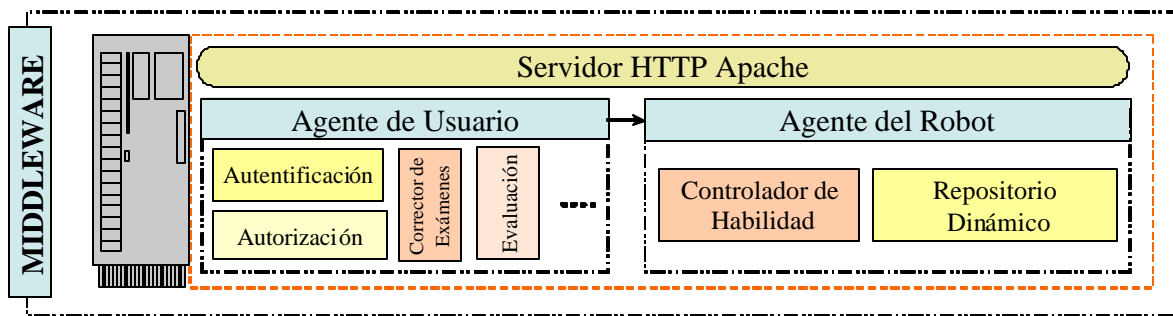 MIDDLEWARE
Servidor HTTP Apache
Agente de Usuario
Agente del Robot
Autentificación
Autorización
Corrector de
Exámenes
Evaluación
Controlador de
Habilidad
Repositorio
Dinámico